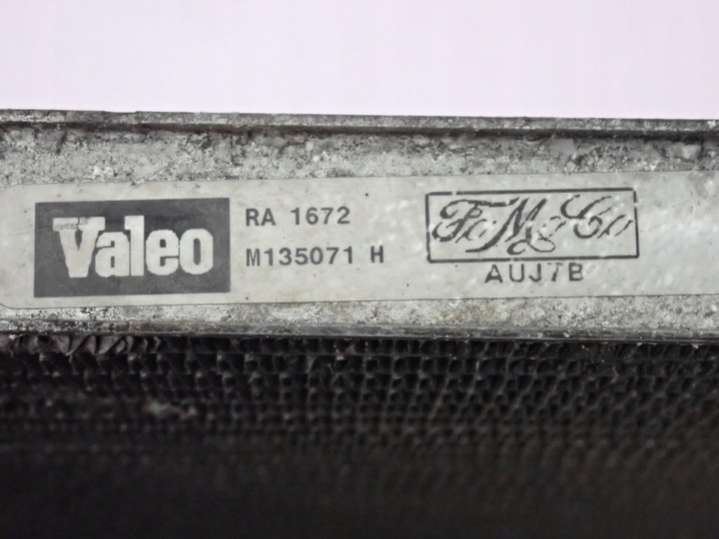 Valeo
RA 1672
M135071 H
FoMoCo
AUJ7B